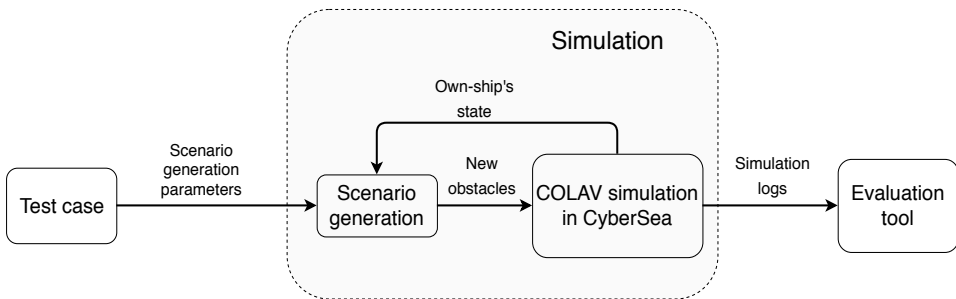 Simulation
Own-ship's
state
Scenario
generation
parameters
New
obstacles
Simulation
logs
Test case
Scenario
generation
COLAV simulation
in CyberSea
Evaluation
tool